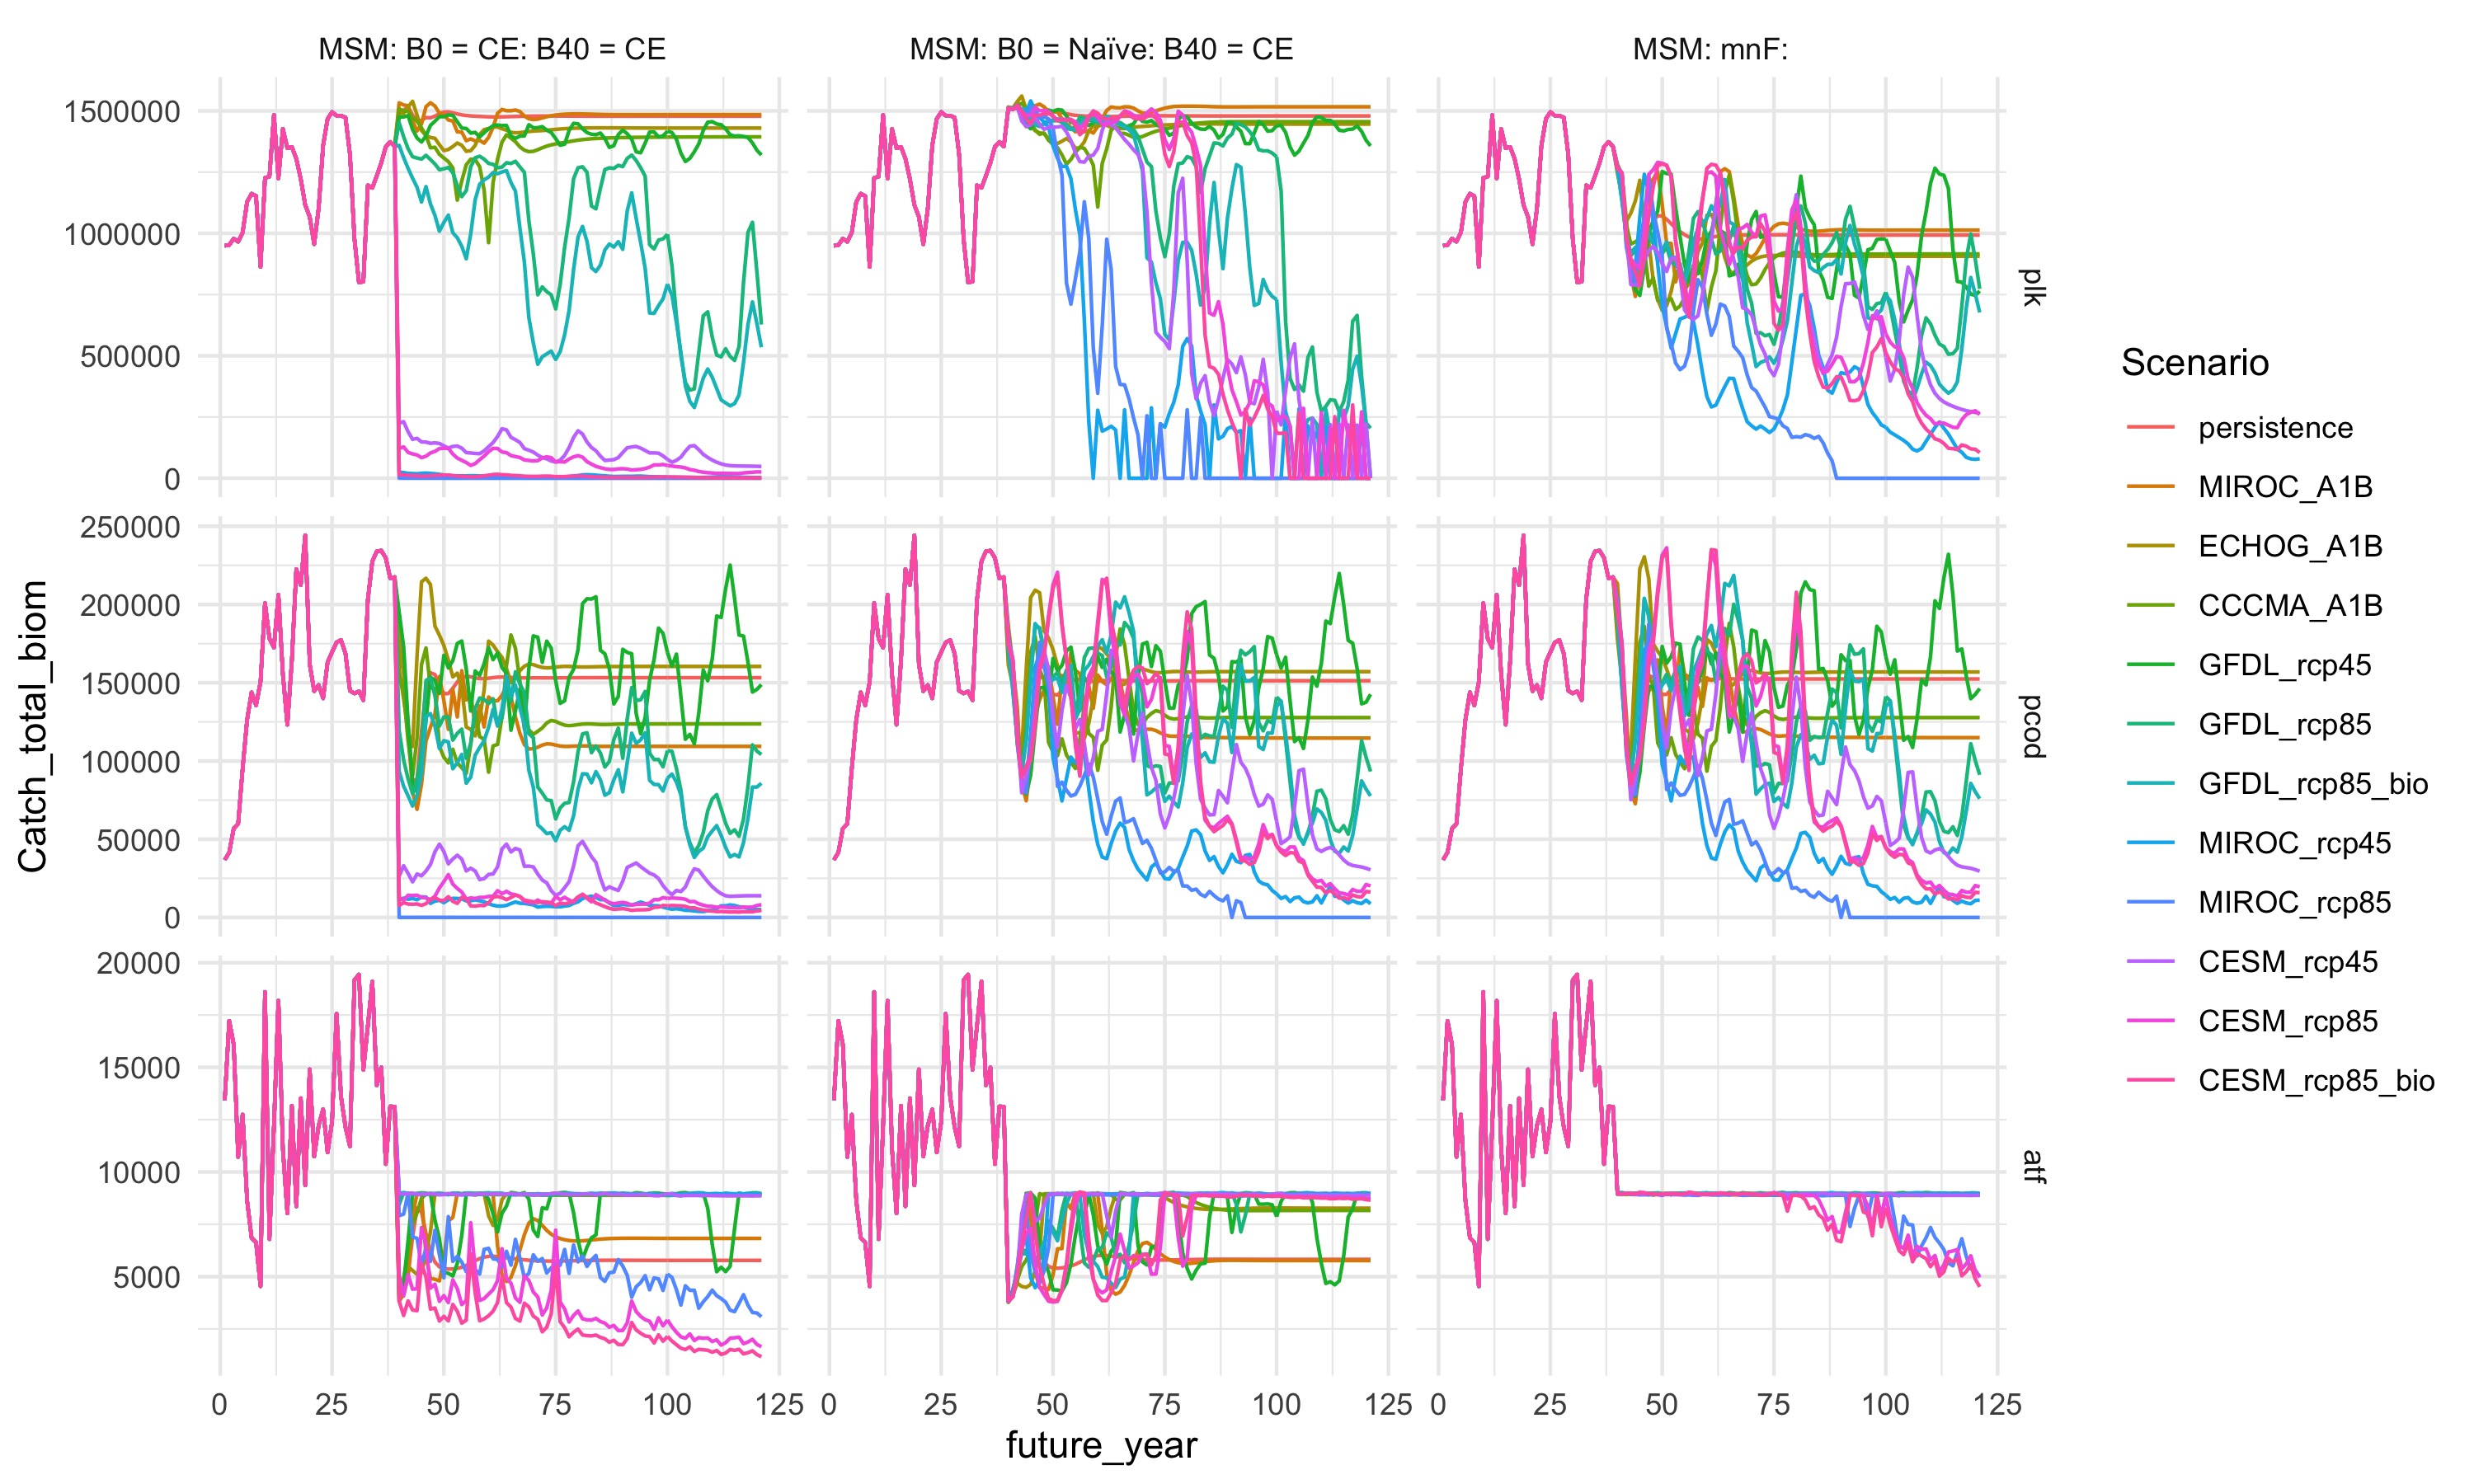 MSM: B0 = CE: B40 = CE
MSM: B0 = Naïve: B40 = CE
MSM: mnF:
1500000
1000000
500000
0
plk
250000
200000
150000
100000
50000
0
pcod
20000
15000
10000
5000
atf
0 25 50 75 100 125
0 25 50 75 100 125
0 25 50 75 100 125
future_year
Catch_total_biom
Scenario
persistence
MIROC_A1B
ECHOG_A1B
CCCMA_A1B
GFDL_rcp45
GFDL_rcp85
GFDL_rcp85_bio
MIROC_rcp45
MIROC_rcp85
CESM_rcp45
CESM_rcp85
CESM_rcp85_bio